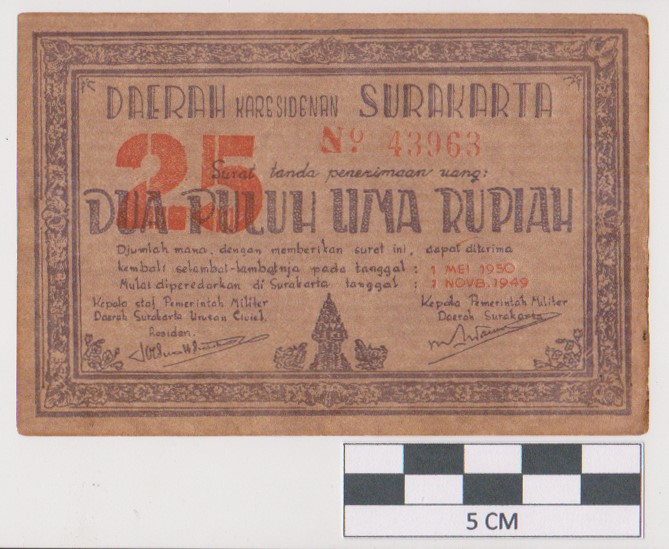 DAERAH KARESIDENAN SURAKARTA
25
No 43963
Surat tanda penerimaan uang:
DUA PULUH LIMA RUPIAH
Djumlah mana, dengan memberikan surat ini, dapat diterima
kembali selambat-lambatnja pada tanggal : 1 MEI 1950
Mulai diperedarkan di Surakarta tanggal : 1 NOVB. 1949
Kepala staf Pemerintah Militer
Daerah Surakarta Urusan Civiel.
Residen.
Kepala Pemerintah Militer
Daerah Surakarta
5 CM